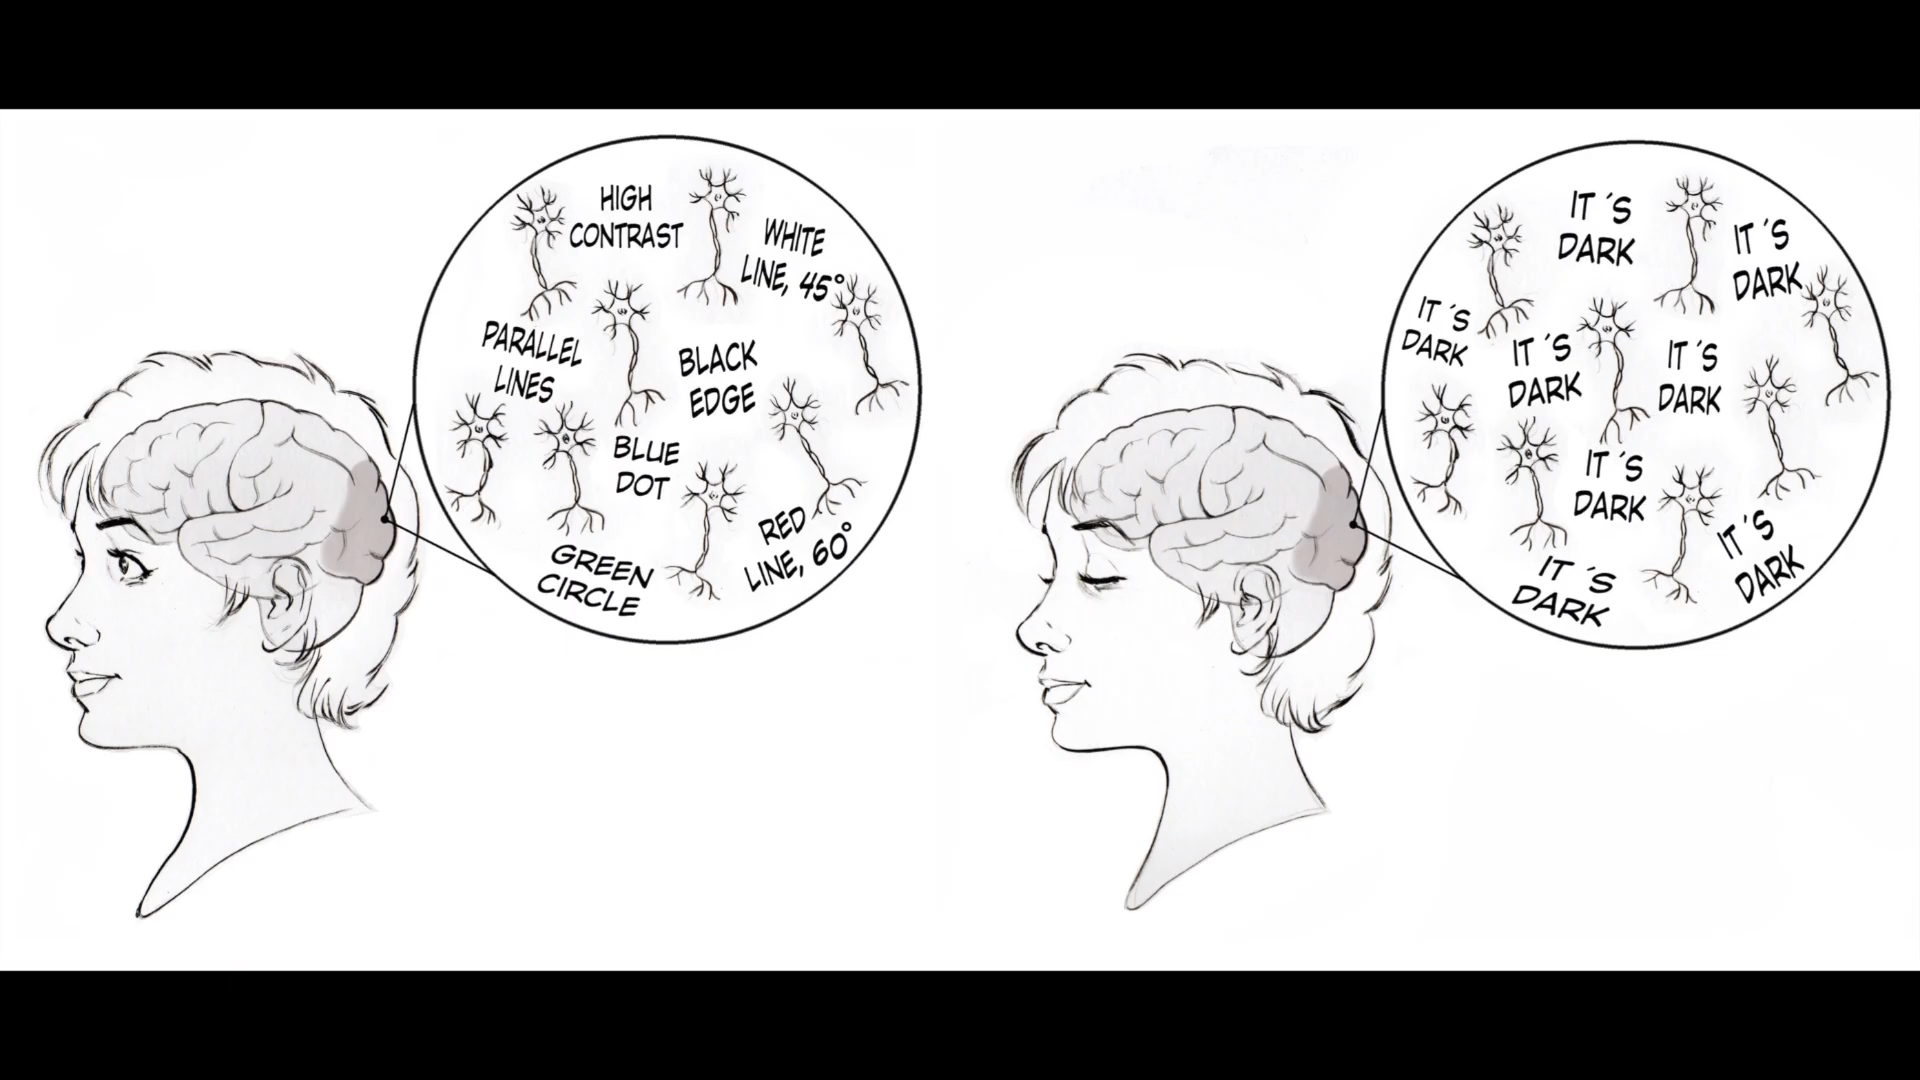 HIGH
CONTRAST
WHITE
LINE, 45°
PARALLEL
LINES
BLACK
EDGE
BLUE
DOT
RED
LINE, 60°
GREEN
CIRCLE
IT ´S
DARK
IT ´S
DARK
IT ´S
DARK
IT ´S
DARK
IT ´S
DARK
IT ´S
DARK
IT ´S
DARK
IT ´S
DARK